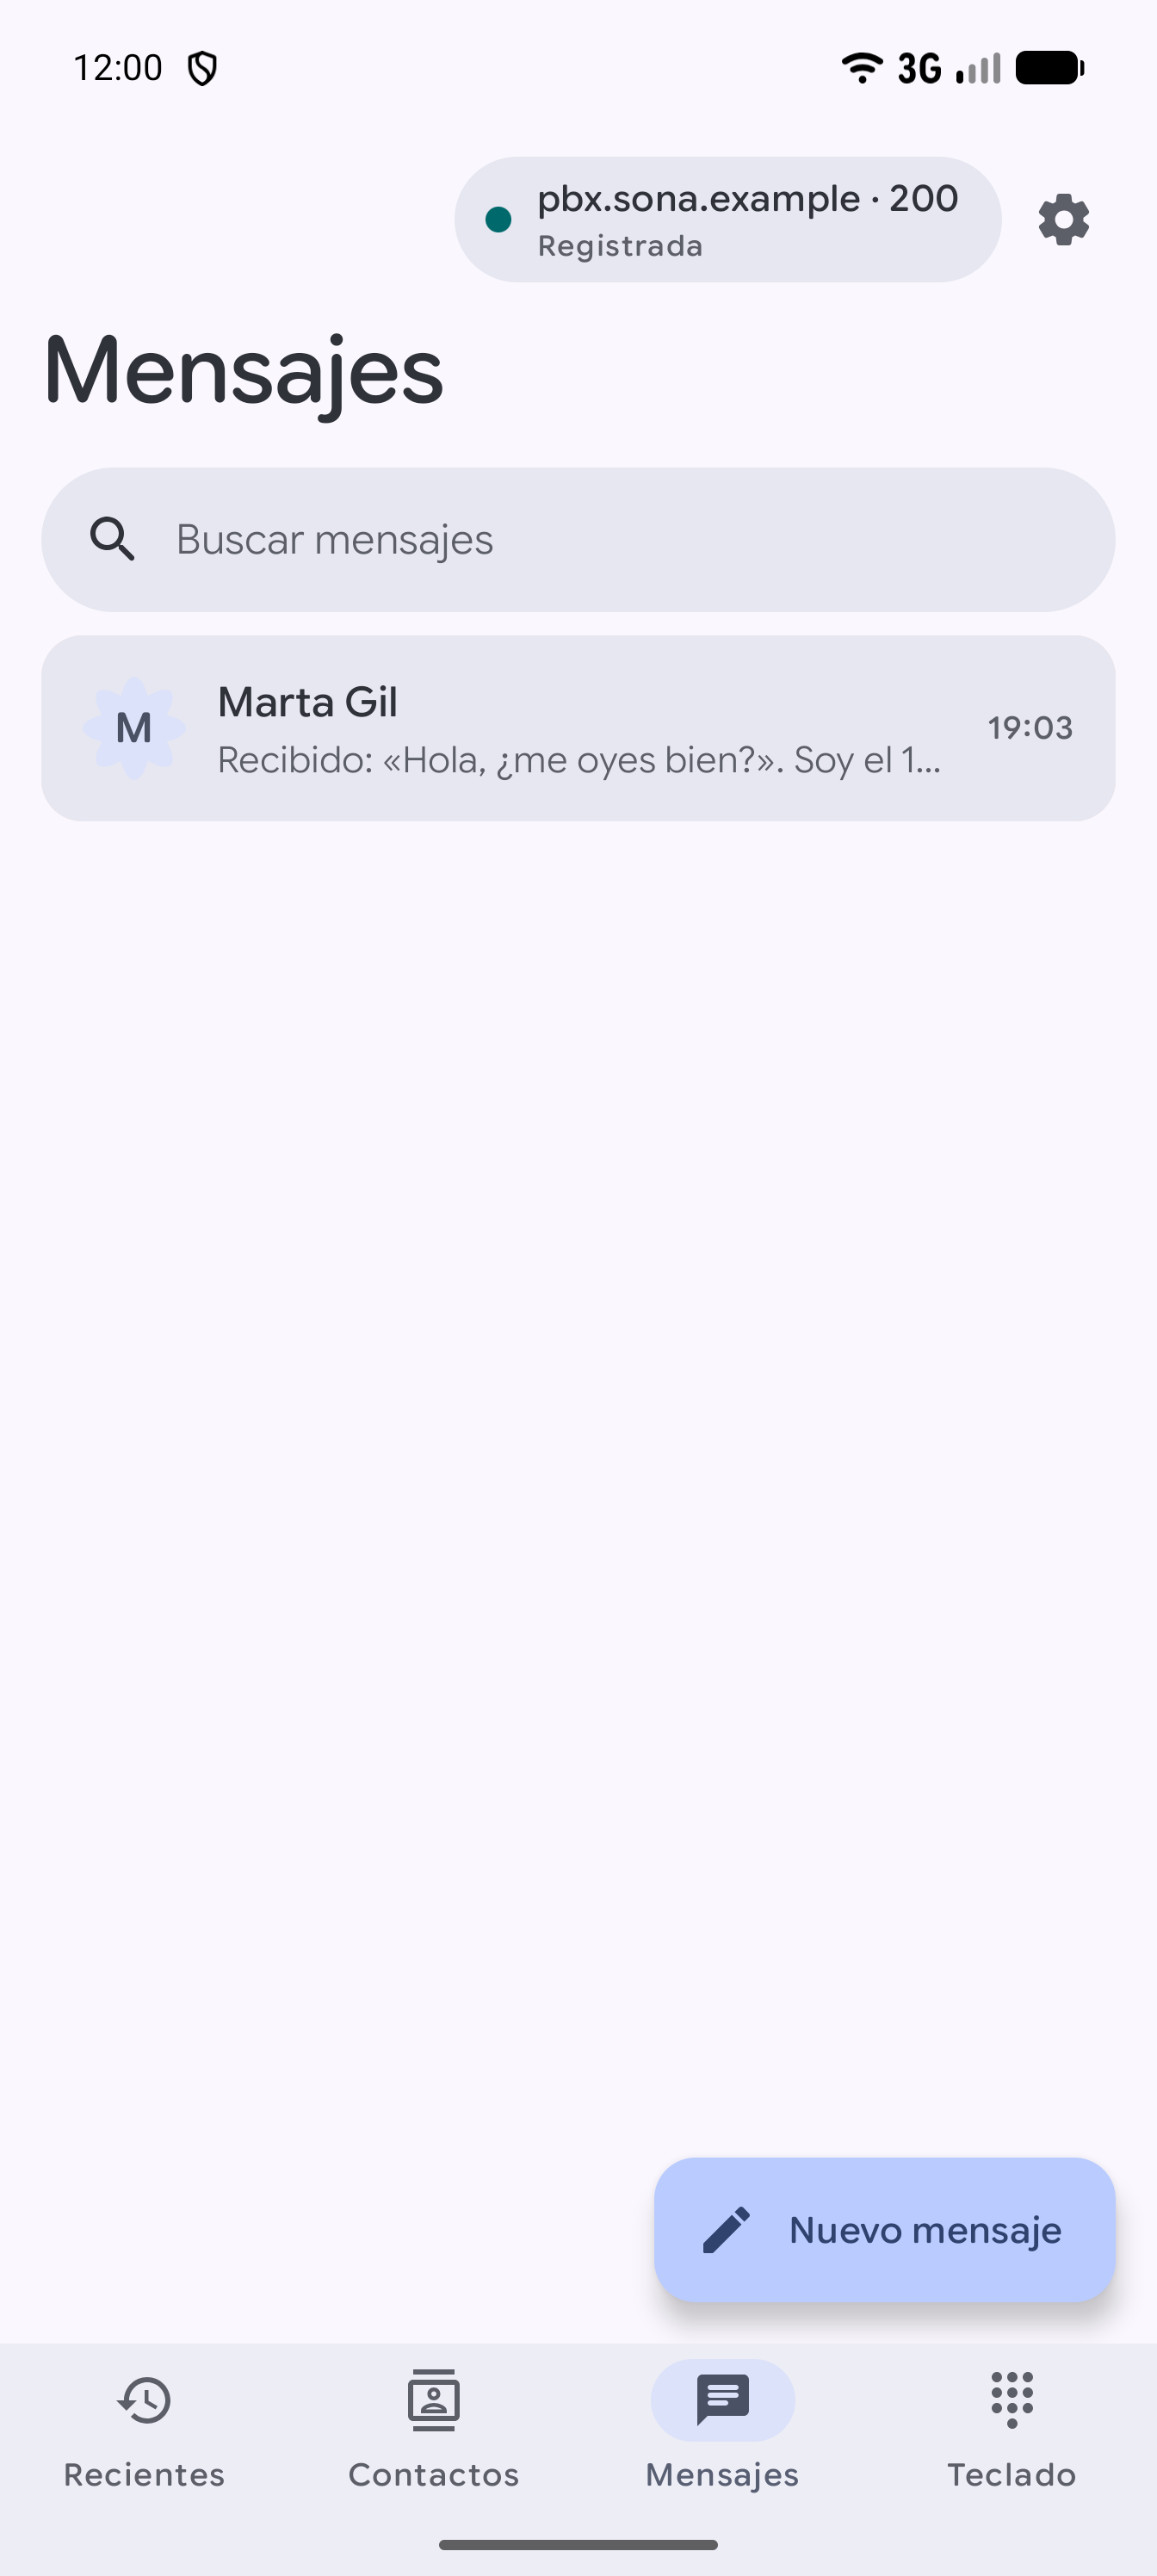 12:00
3G
pbx.sona.example · 200
Registrada
Mensajes
Buscar mensajes
M
Marta Gil
Recibido: «Hola, ¿me oyes bien?». Soy el 1...
19:03
Nuevo mensaje
Recientes
Contactos
Mensajes
Teclado